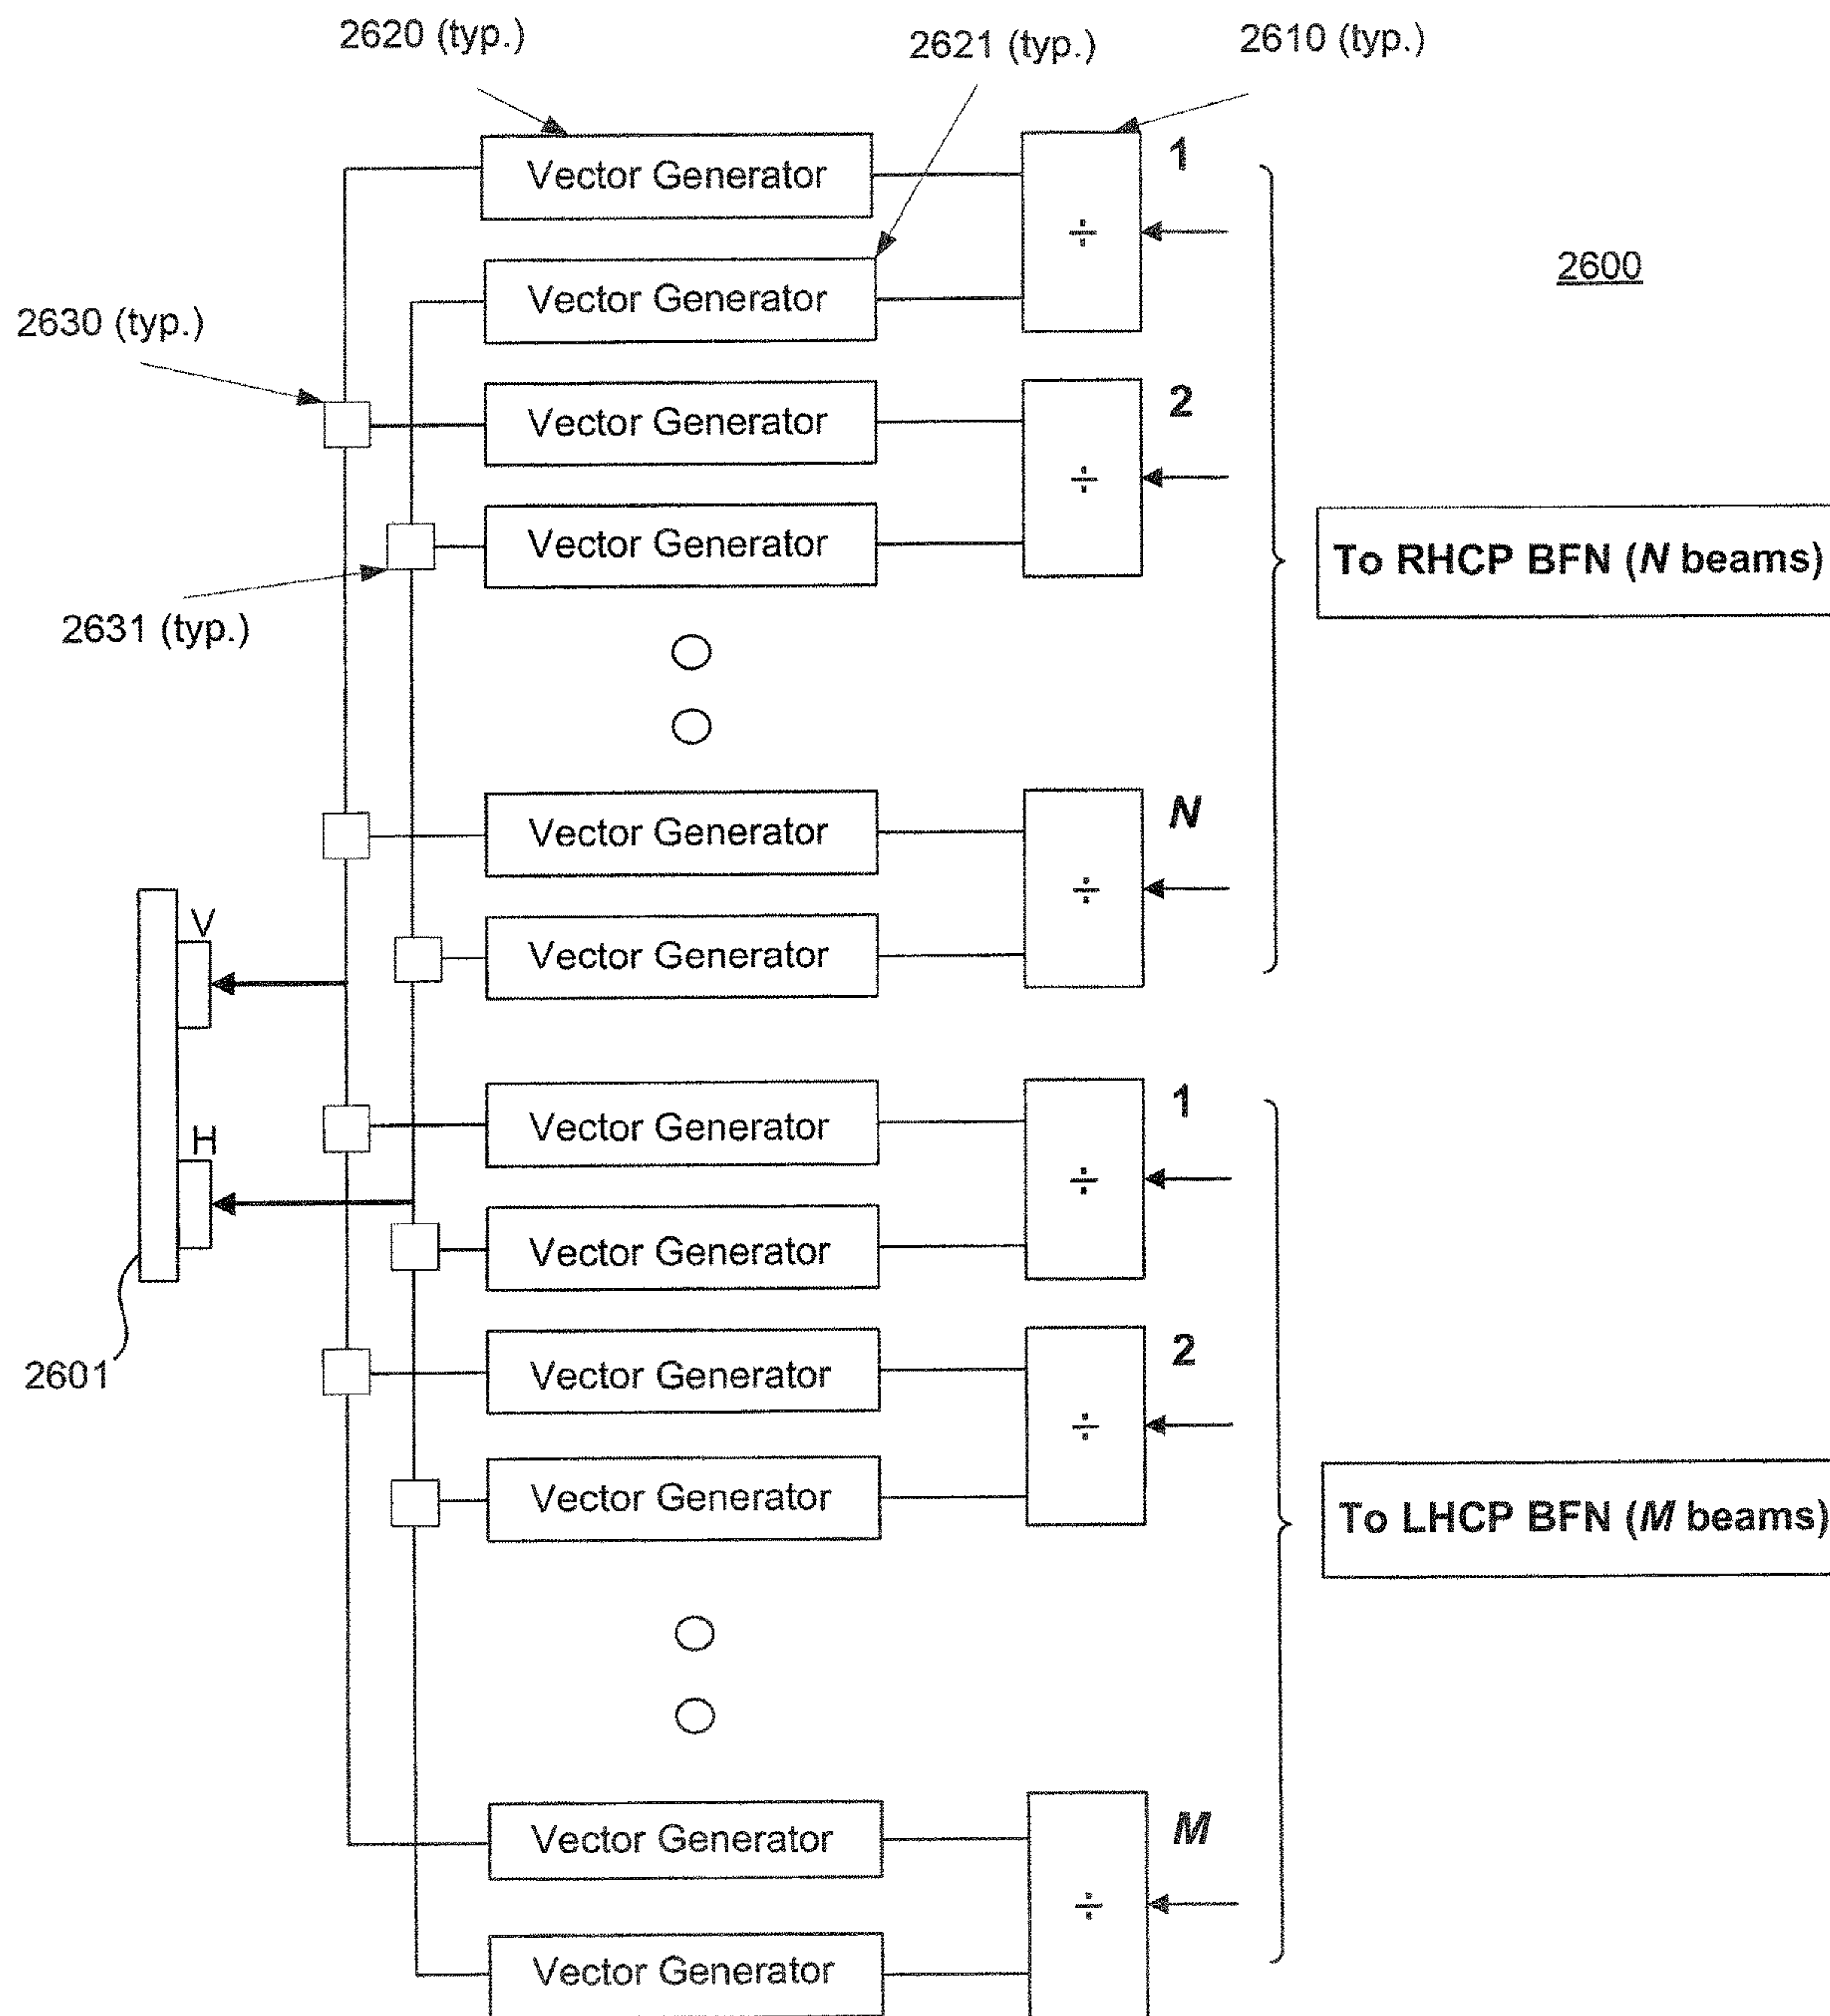 2620 (typ.)
2621 (typ.)
2610 (typ.)
Vector Generator
1
÷
2600
Vector Generator
2630 (typ.)
Vector Generator
2
÷
To RHCP BFN (N beams)
Vector Generator
2631 (typ.)
Vector Generator
N
÷
V
Vector Generator
Vector Generator
1
÷
H
Vector Generator
2601
Vector Generator
2
÷
Vector Generator
To LHCP BFN (M beams)
Vector Generator
M
÷
Vector Generator